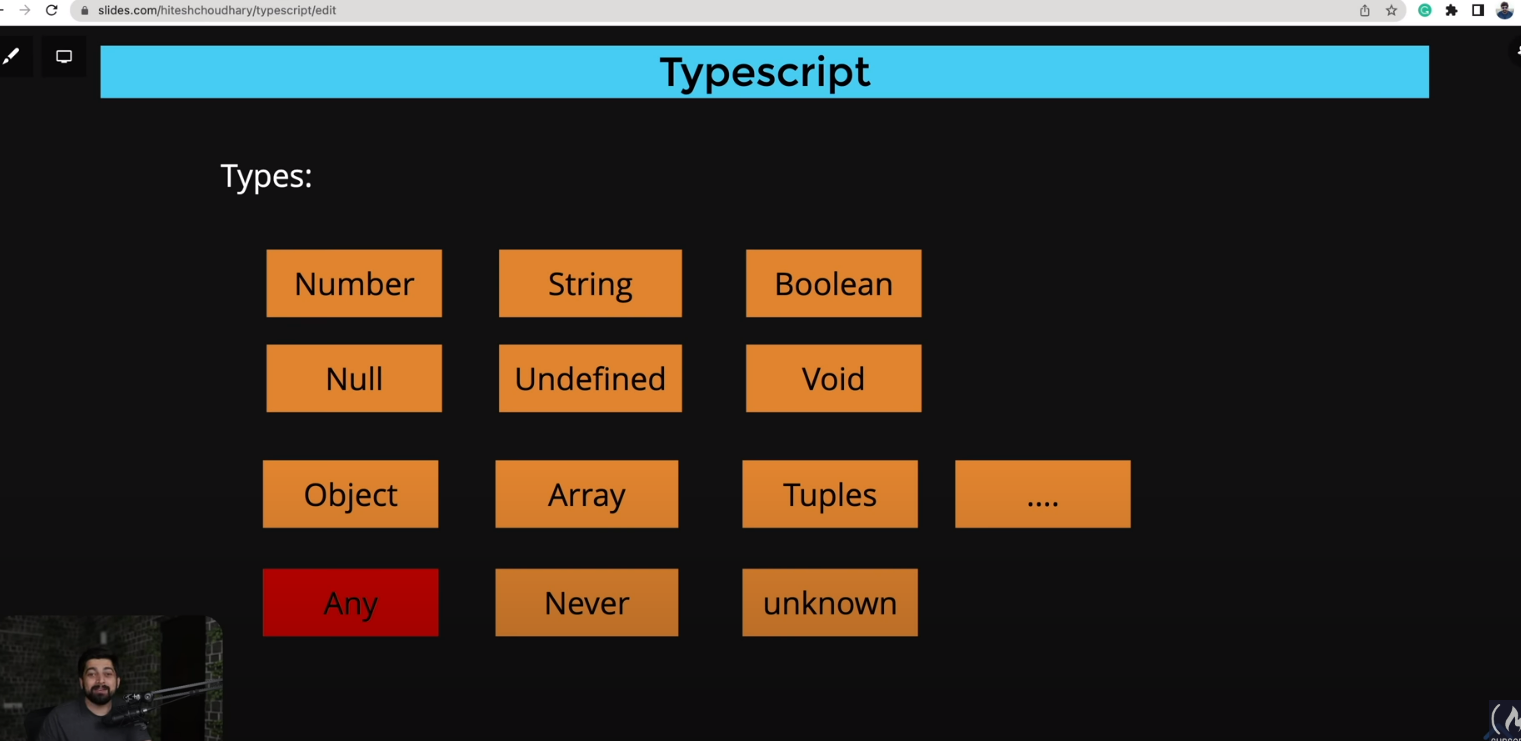 slides.com/hiteshchoudhary/typescript/edit
Typescript
Types:
Number String Boolean
Null Undefined Void
Object Array Tuples ....
Any Never unknown